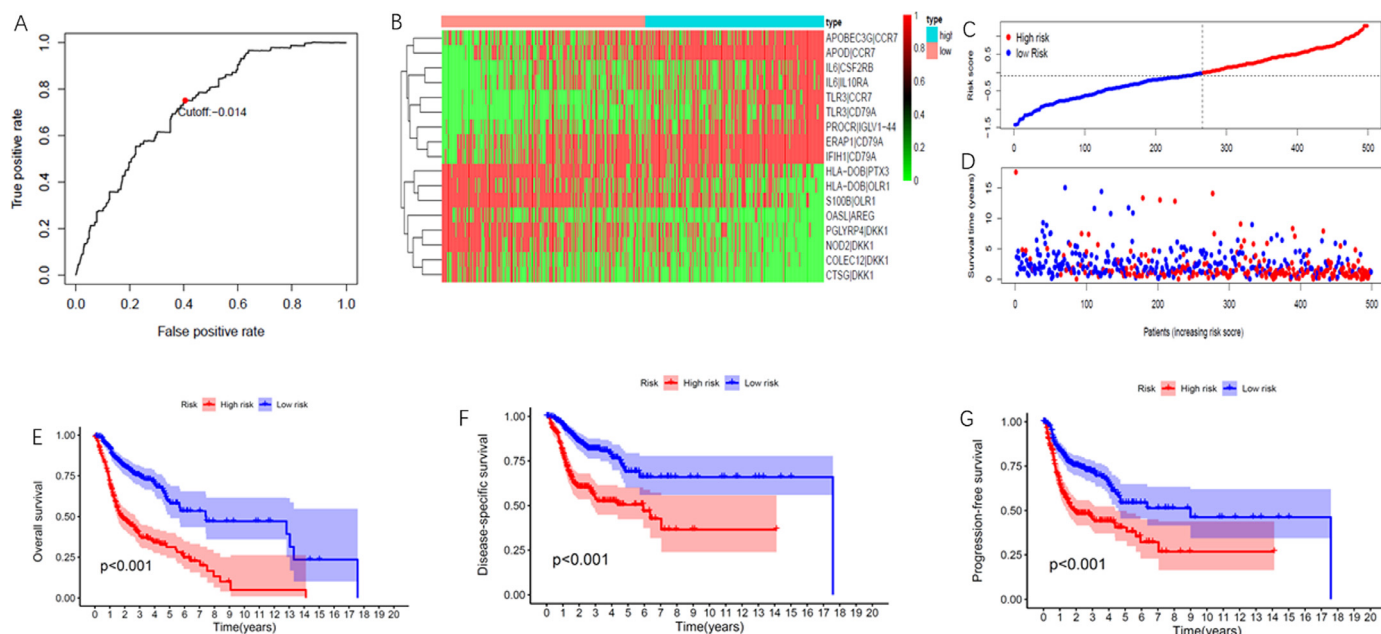 A
True positive rate
1.0
0.8
0.6
0.4
0.2
0.0
Cutoff:-0.014
0.0 0.2 0.4 0.6 0.8 1.0
False positive rate
B
type
APOBEC3G|CCR7
APOD|CCR7
IL6|CSF2RB
IL6|IL10RA
TLR3|CCR7
TLR3|CD79A
PROCR|IGLV1-44
ERAP1|CD79A
IFIH1|CD79A
HLA-DOB|PTX3
HLA-DOB|OLR1
S100B|OLR1
OASL|AREG
PGLYRP4|DKK1
NOD2|DKK1
COLEC12|DKK1
CTSG|DKK1
1
0.8
0.6
0.4
0.2
0
type
high
low
C
High risk
low Risk
Risk score
0.5
-0.5
-1.5
0 100 200 300 400 500
D
Survival time (years)
15
10
5
0
0 100 200 300 400 500
Patients (increasing risk socre)
E
Risk High risk Low risk
Overall survival
1.00
0.75
0.50
0.25
0.00
p<0.001
0 1 2 3 4 5 6 7 8 9 10 11 12 13 14 15 16 17 18 19 20
Time(years)
F
Risk High risk Low risk
Disease-specific survival
1.00
0.75
0.50
0.25
0.00
p<0.001
0 1 2 3 4 5 6 7 8 9 10 11 12 13 14 15 16 17 18 19 20
Time(years)
G
Risk High risk Low risk
Progression-free survival
1.00
0.75
0.50
0.25
0.00
p<0.001
0 1 2 3 4 5 6 7 8 9 10 11 12 13 14 15 16 17 18 19 20
Time(years)